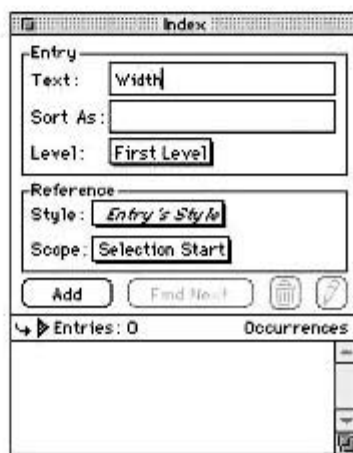 Index
Entry
Text: Width
Sort As:
Level: First Level
Reference
Style: Entry's Style
Scope: Selection Start
Add Find Next
Entries: 0 Occurrences